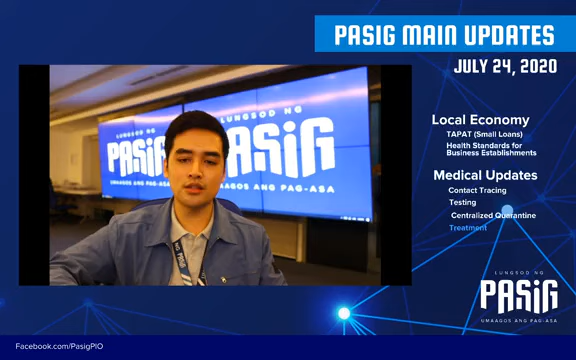 PASIG MAIN UPDATES
JULY 24, 2020
LUNGSOD NG
PASIG
UMAAGOS ANG PAG-ASA
LUNGSOD NG
PASIG
UMAAGOS ANG PAG-ASA
NG PASIG
Local Economy
TAPAT (Small Loans)
Health Standards for
Business Establishments
Medical Updates
Contact Tracing
Testing
Centralized Quarantine
Treatment
LUNGSOD NG
PASIG
UMAAGOS ANG PAG-ASA
Facebook.com/PasigPIO